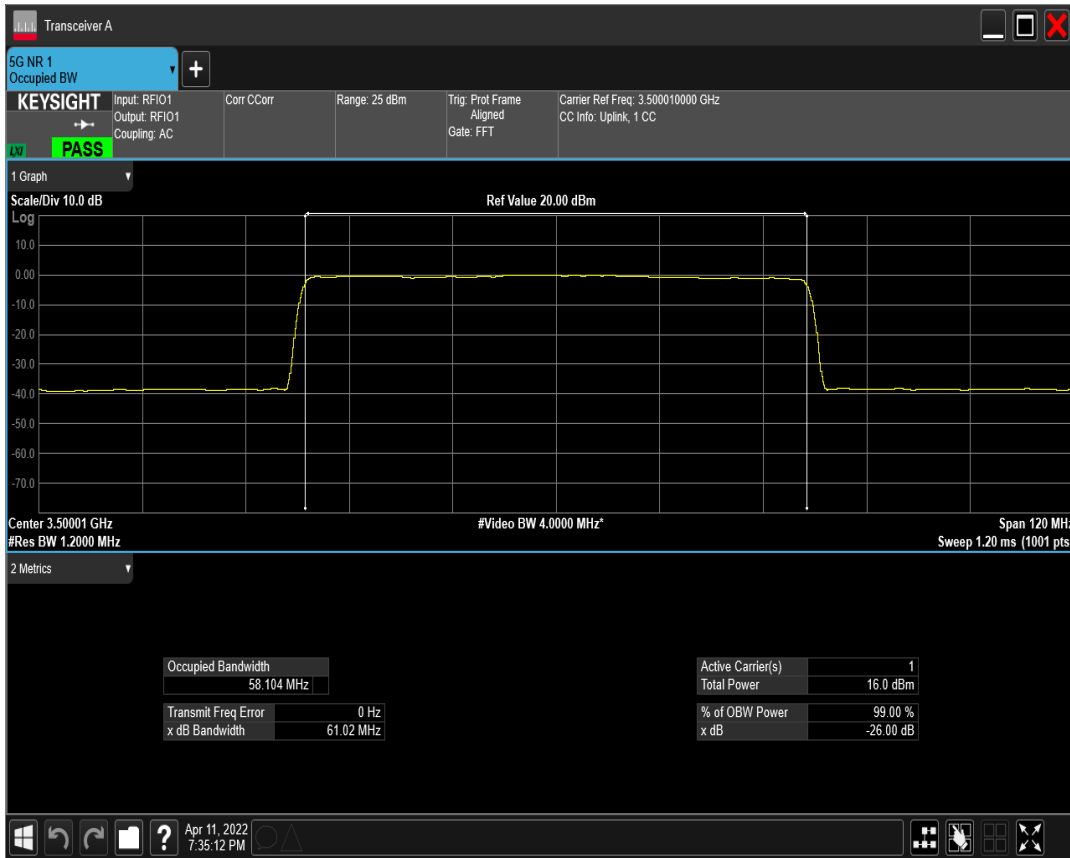 Transceiver A
5G NR 1
Occupied BW
KEYSIGHT
LXI
PASS
Input: RFIO1
Output: RFIO1
Coupling: AC
Corr CCorr
Range: 25 dBm
Trig: Prot Frame
Aligned
Gate: FFT
Carrier Ref Freq: 3.500010000 GHz
CC Info: Uplink, 1 CC
1 Graph
Scale/Div 10.0 dB
Ref Value 20.00 dBm
Log
10.0
0.00
-10.0
-20.0
-30.0
-40.0
-50.0
-60.0
-70.0
Center 3.50001 GHz
#Video BW 4.0000 MHz*
Span 120 MHz
#Res BW 1.2000 MHz
Sweep 1.20 ms (1001 pts
2 Metrics
Occupied Bandwidth
58.104 MHz
Transmit Freq Error 0 Hz
x dB Bandwidth 61.02 MHz
Active Carrier(s) 1
Total Power 16.0 dBm
% of OBW Power 99.00 %
x dB -26.00 dB
?
Apr 11, 2022
7:35:12 PM